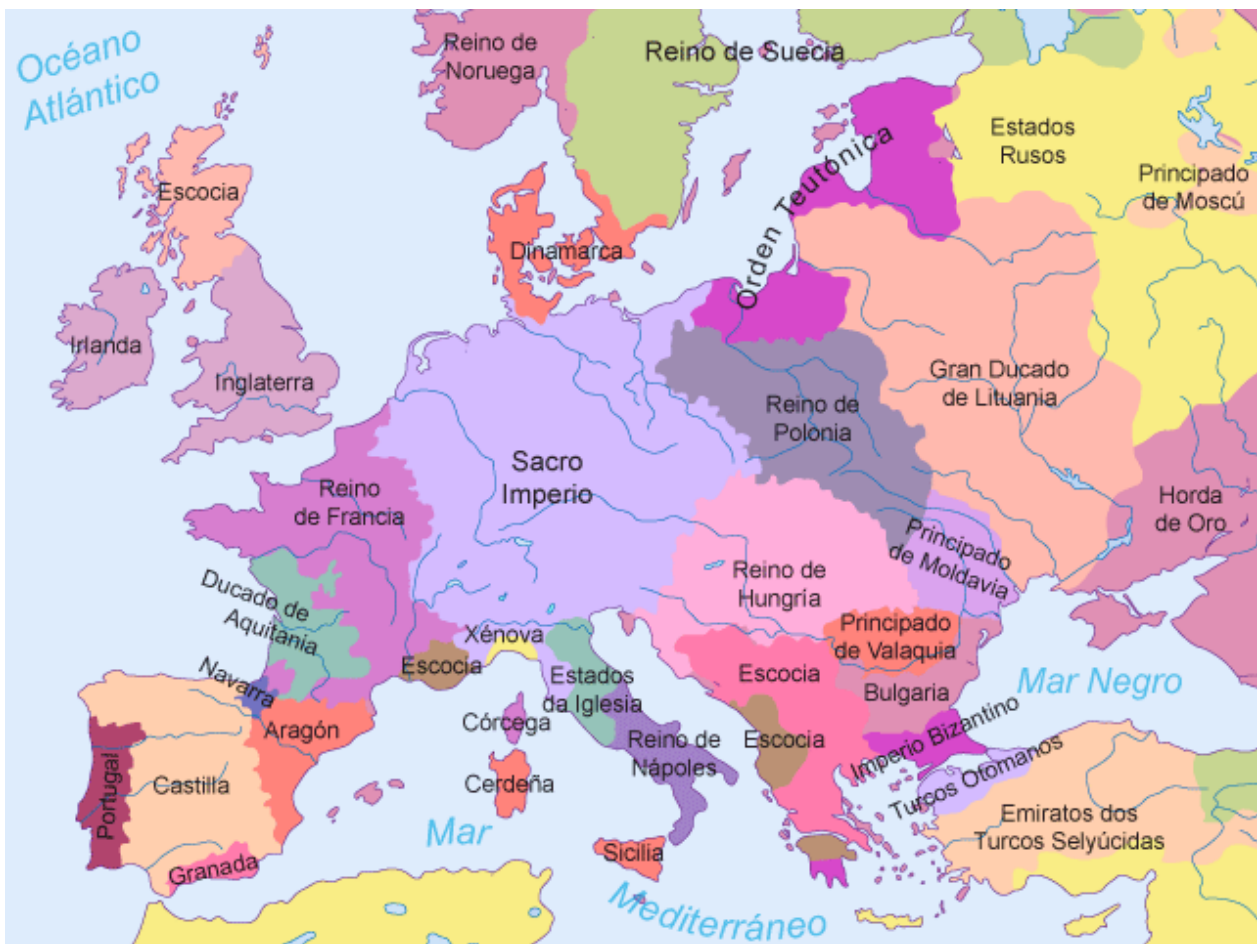 Océano
Atlántico
Reino de
Noruega
Reino de Suecia
Estados
Rusos
Principado
de Moscú
Escocia
Orden Teutónica
Dinamarca
Irlanda
Inglaterra
Gran Ducado
de Lituania
Reino de
Polonia
Sacro
Imperio
Reino
de Francia
Horda
de Oro
Principado
de Moldavia
Reino de
Hungría
Ducado de
Aquitania
Xénova
Principado
de Valaquia
Escocia
Escocia
Navarra
Estados
da Iglesia
Bulgaria
Mar Negro
Aragón
Córcega
Reino de
Nápoles
Escocia
Imperio Bizantino
Turcos Otomanos
Portugal
Castilla
Cerdeña
Emiratos dos
Turcos Selyúcidas
Granada
Sicilia
Mar
Mediterráneo